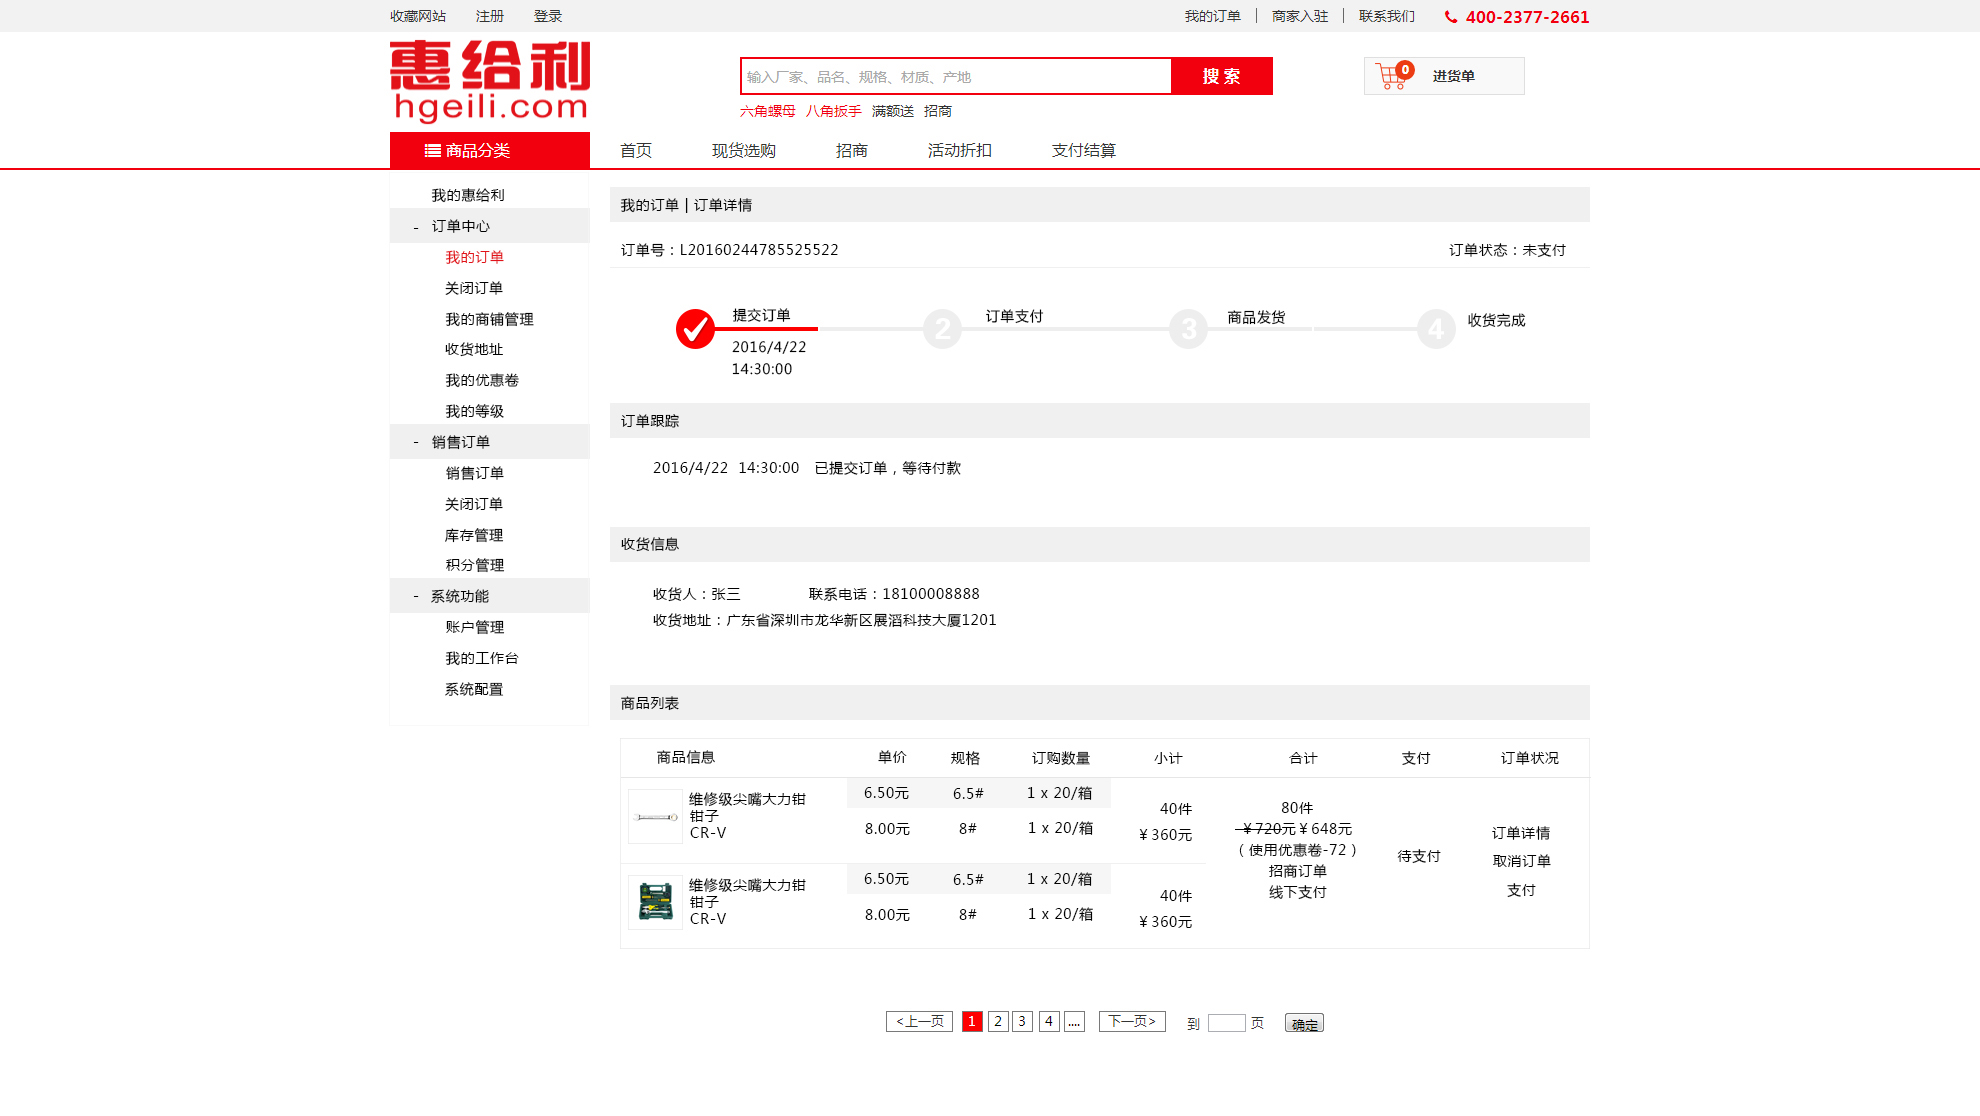 收藏网站 注册 登录 我的订单 | 商家入驻 | 联系我们 400-2377-2661
惠给利
hgeili.com
输入厂家、品名、规格、材质、产地 搜 索 0 进货单
六角螺母 八角扳手 满额送 招商
商品分类 首页 现货选购 招商 活动折扣 支付结算
我的惠给利
- 订单中心
我的订单
关闭订单
我的商铺管理
收货地址
我的优惠卷
我的等级
- 销售订单
销售订单
关闭订单
库存管理
积分管理
- 系统功能
账户管理
我的工作台
系统配置
我的订单 | 订单详情
订单号：L20160244785525522 订单状态：未支付
提交订单 2 订单支付 3 商品发货 4 收货完成
2016/4/22
14:30:00
订单跟踪
2016/4/22 14:30:00 已提交订单，等待付款
收货信息
收货人：张三 联系电话：18100008888
收货地址：广东省深圳市龙华新区展滔科技大厦1201
商品列表
商品信息 单价 规格 订购数量 小计 合计 支付 订单状况
维修级尖嘴大力钳
钳子
CR-V
6.50元 6.5# 1 x 20/箱
8.00元 8# 1 x 20/箱
40件
￥360元
维修级尖嘴大力钳
钳子
CR-V
6.50元 6.5# 1 x 20/箱
8.00元 8# 1 x 20/箱
40件
￥360元
80件
￥720元￥648元
（使用优惠卷-72）
招商订单
线下支付
待支付
订单详情
取消订单
支付
<上一页 1 2 3 4 .... 下一页> 到 页 确定